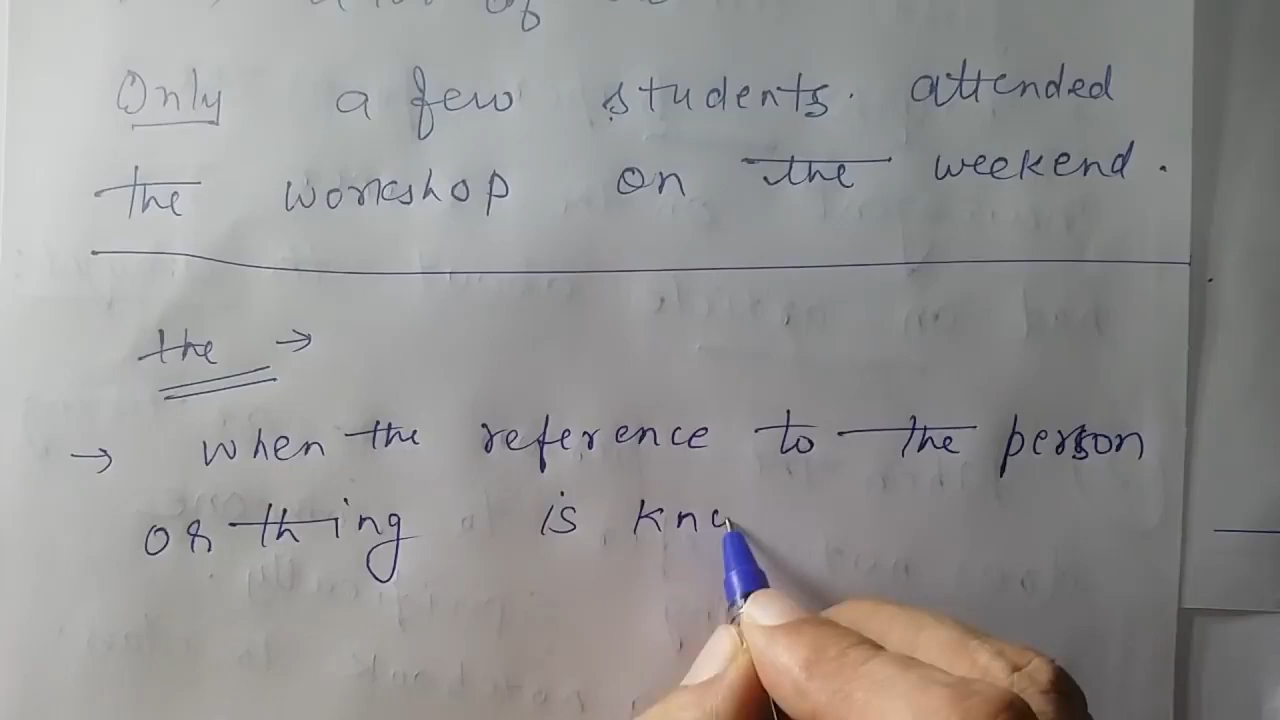 Only a few students attended
the workshop on the weekend.
the →
→ when the reference to the person
or thing is kno